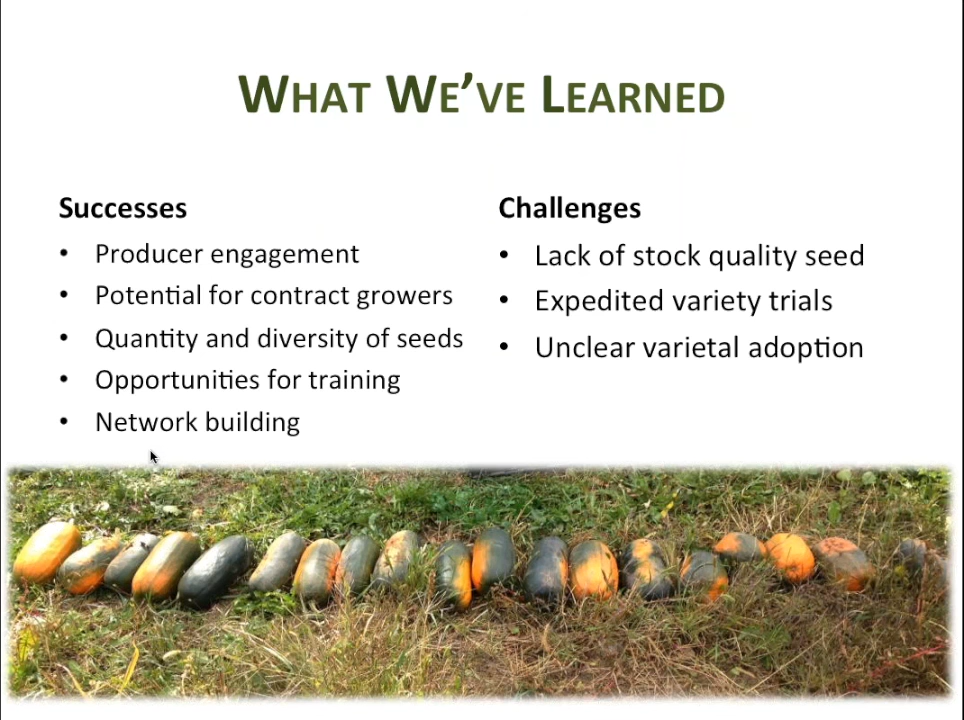 What We’ve Learned
Successes
• Producer engagement
• Potential for contract growers
• Quantity and diversity of seeds
• Opportunities for training
• Network building
Challenges
• Lack of stock quality seed
• Expedited variety trials
• Unclear varietal adoption